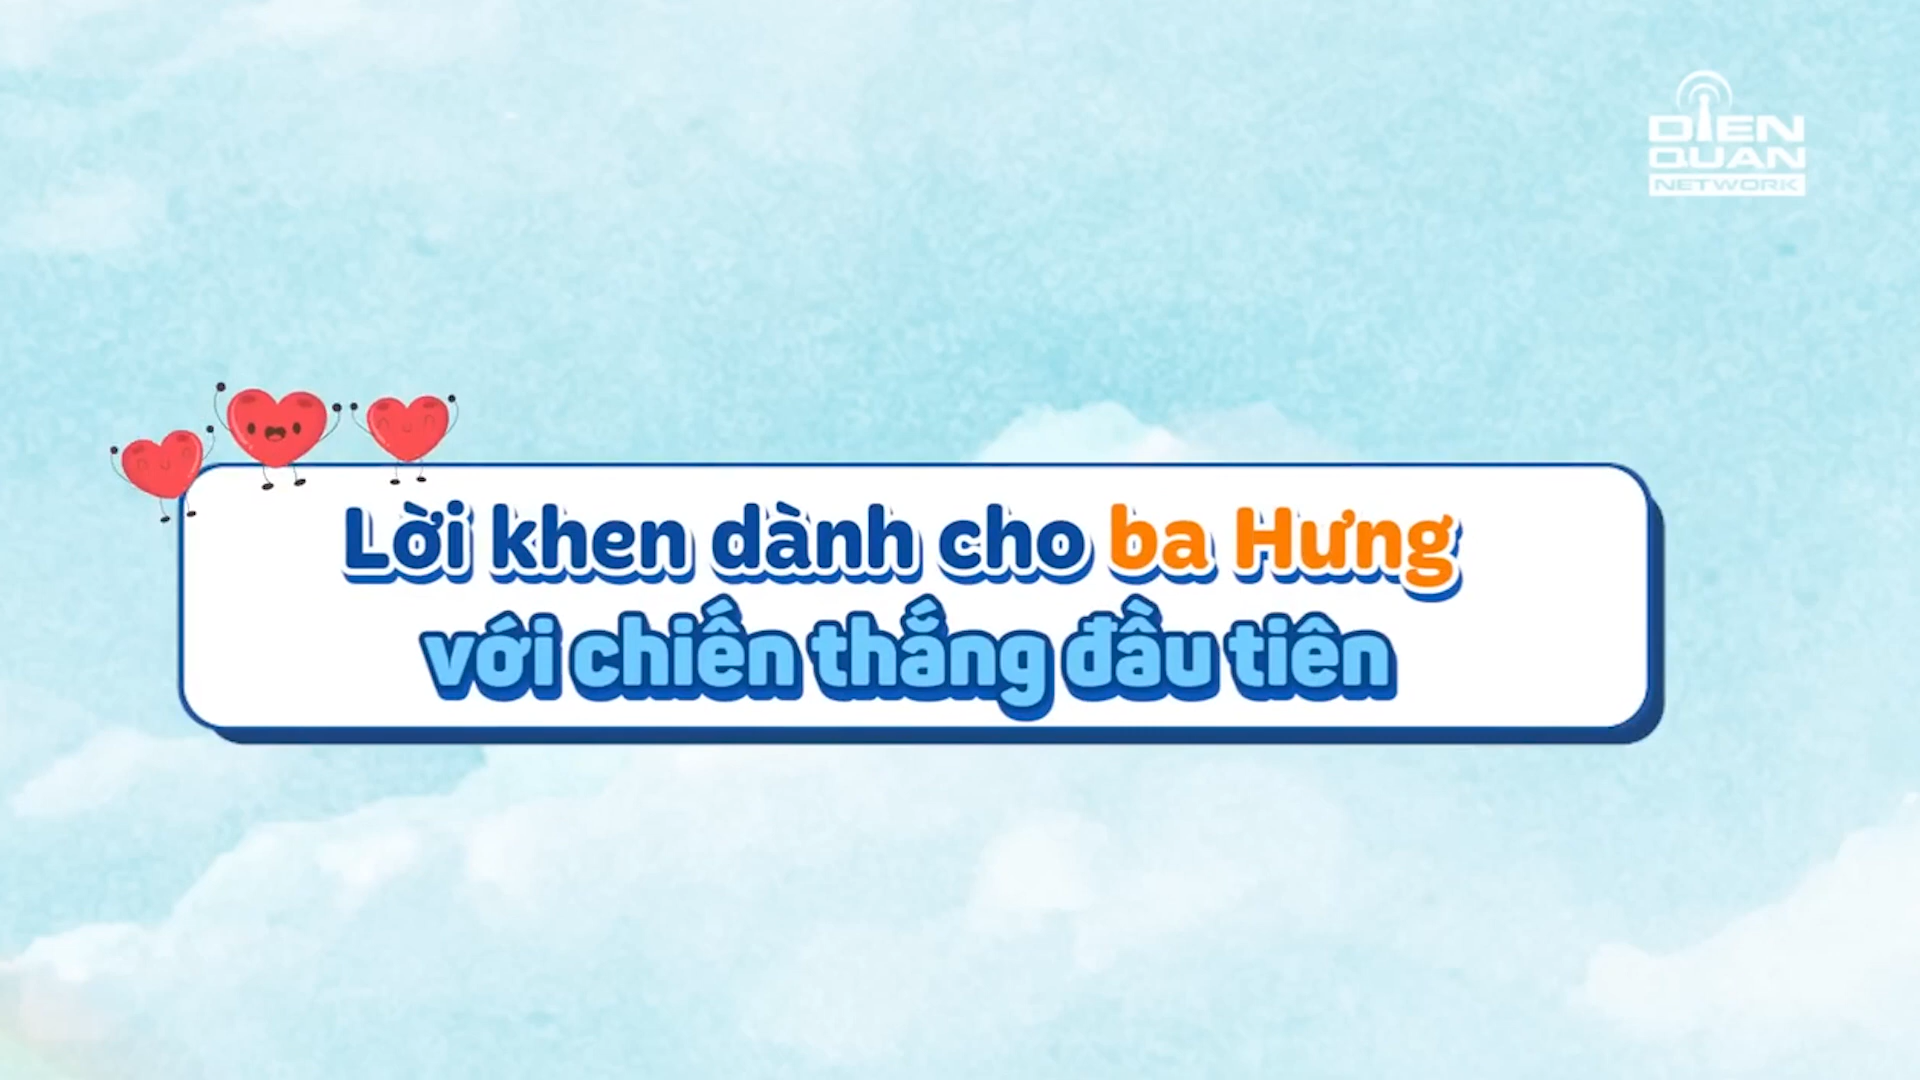 DIEN
QUAN
NETWORK
Lời khen dành cho ba Hưng
với chiến thắng đầu tiên